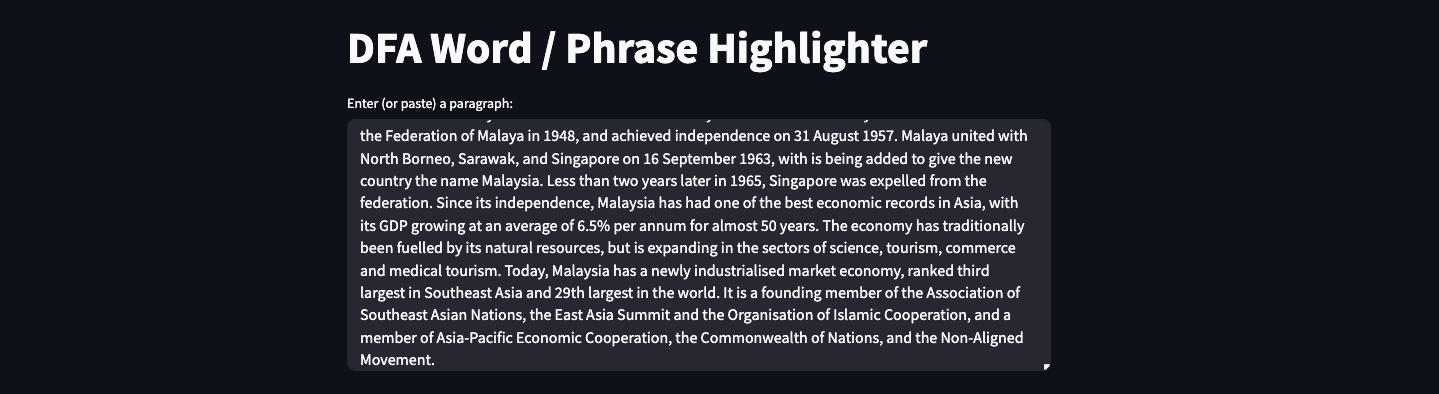 DFA Word / Phrase Highlighter
Enter (or paste) a paragraph:
the Federation of Malaya in 1948, and achieved independence on 31 August 1957. Malaya united with
North Borneo, Sarawak, and Singapore on 16 September 1963, with is being added to give the new
country the name Malaysia. Less than two years later in 1965, Singapore was expelled from the
federation. Since its independence, Malaysia has had one of the best economic records in Asia, with
its GDP growing at an average of 6.5% per annum for almost 50 years. The economy has traditionally
been fuelled by its natural resources, but is expanding in the sectors of science, tourism, commerce
and medical tourism. Today, Malaysia has a newly industrialised market economy, ranked third
largest in Southeast Asia and 29th largest in the world. It is a founding member of the Association of
Southeast Asian Nations, the East Asia Summit and the Organisation of Islamic Cooperation, and a
member of Asia-Pacific Economic Cooperation, the Commonwealth of Nations, and the Non-Aligned
Movement.